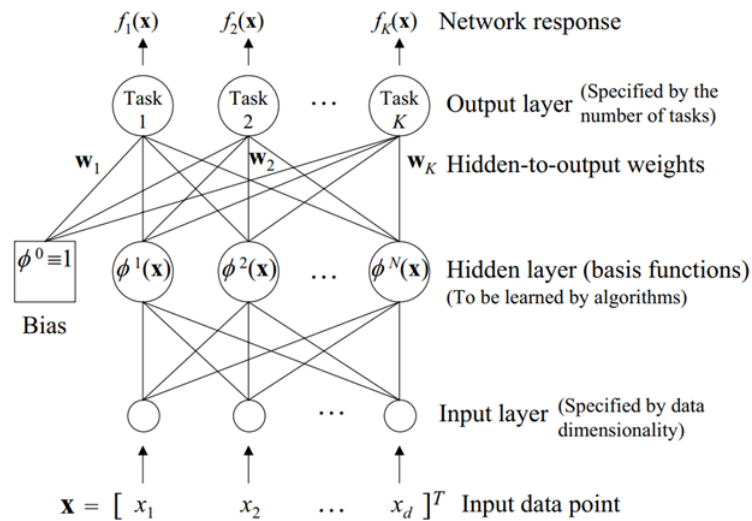 f₁(x) f₂(x) f_K(x) Network response
Task 1 Task 2 ... Task K Output layer (Specified by the number of tasks)
w₁ w₂ w_K Hidden-to-output weights
ϕ⁰≡1 ϕ¹(x) ϕ²(x) ... ϕᴺ(x) Hidden layer (basis functions)
(To be learned by algorithms)
Bias
... Input layer (Specified by data dimensionality)
x = [ x₁ x₂ ... x_d ]ᵀ Input data point